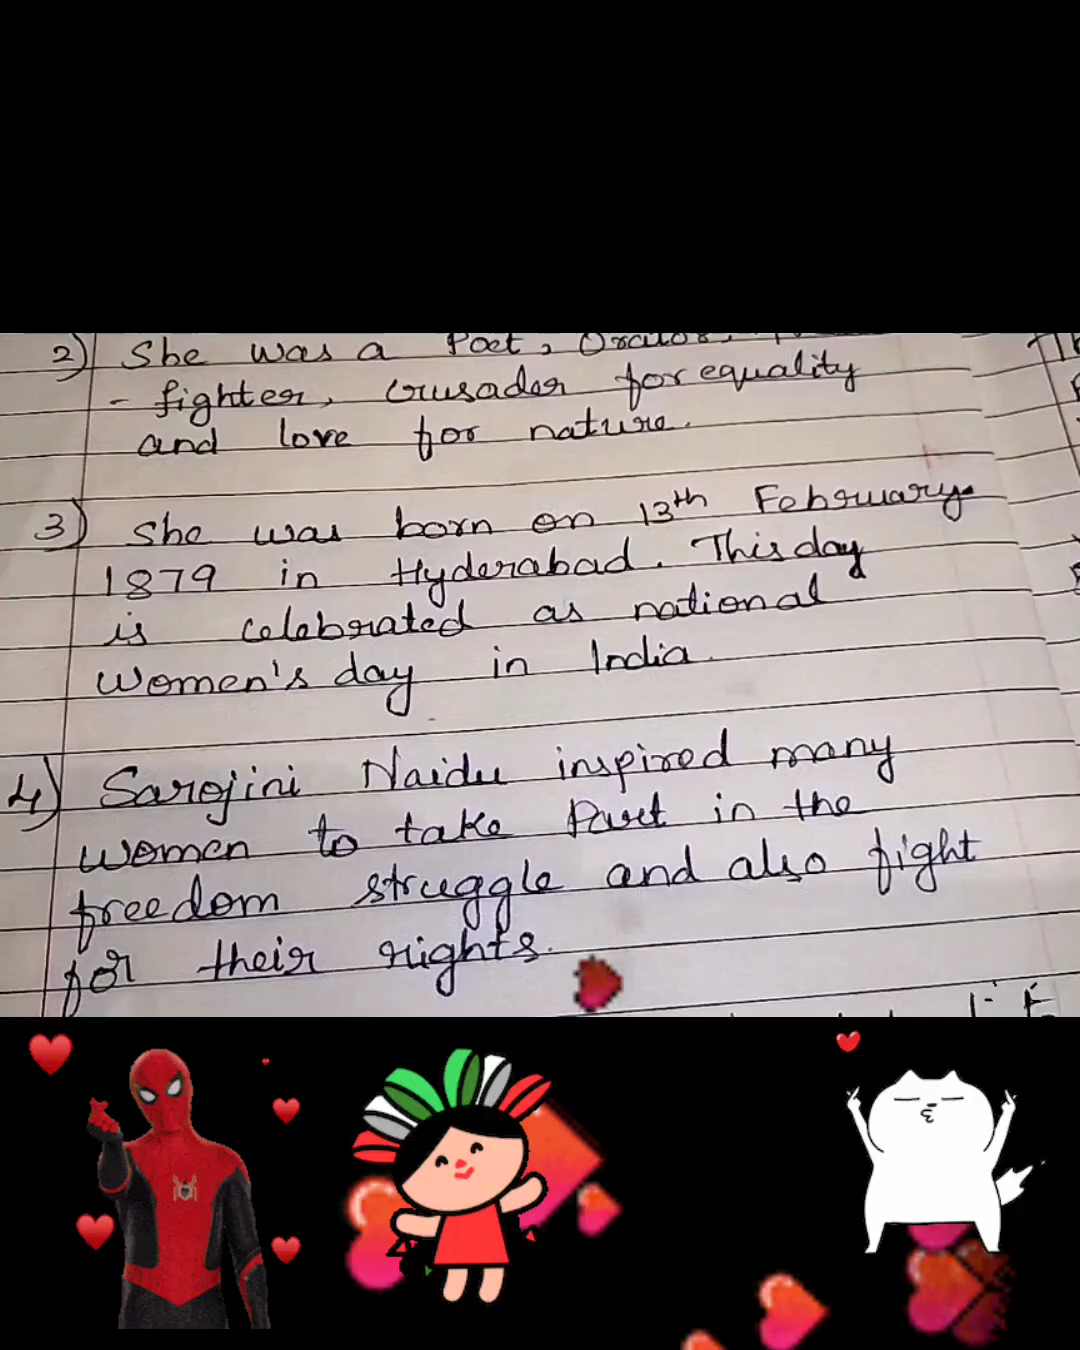 2) She was a Poet, Orator,
- fighter, crusader for equality
and love for nature.
3) She was born on 13th February
1879 in Hyderabad. This day
is celebrated as national
women's day in India.
4) Sarojini Naidu inspired many
women to take Part in the
freedom struggle and also fight
for their rights.